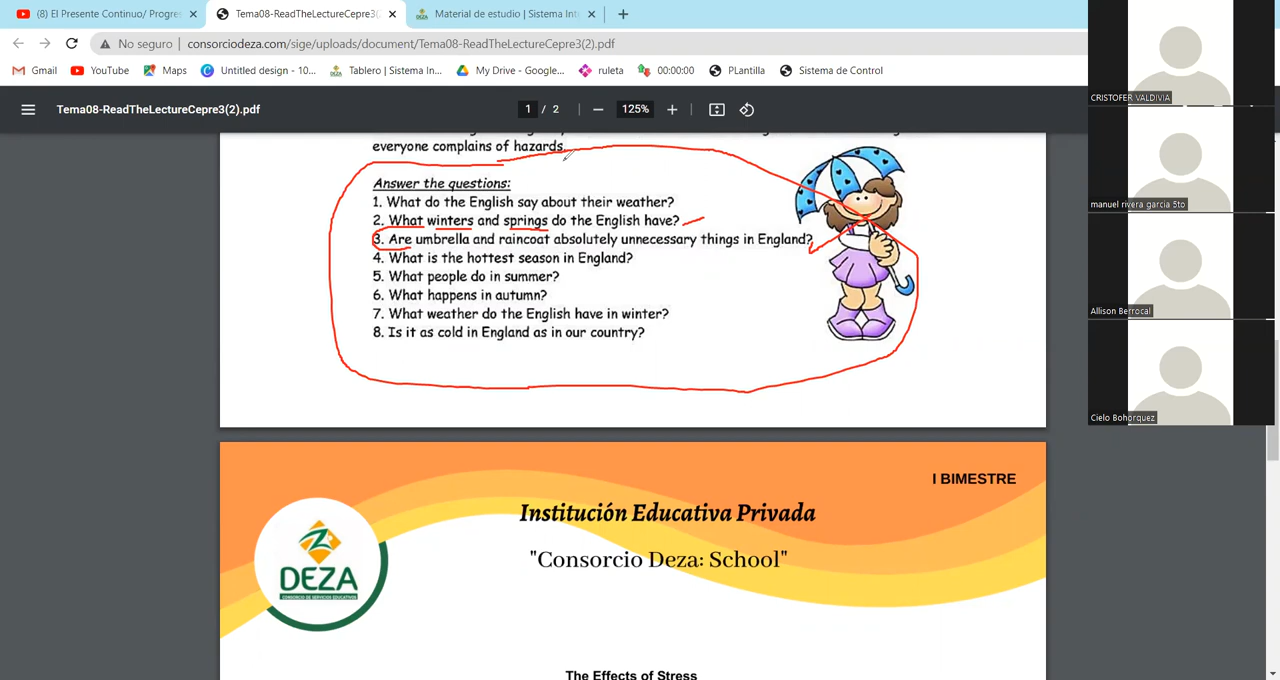 (8) El Presente Continuo/ Progre
Tema08-ReadTheLectureCepre3(2)
Material de estudio | Sistema Int
No seguro
consorciodeza.com/sige/uploads/document/Tema08-ReadTheLectureCepre3(2).pdf
Gmail
YouTube
Maps
Untitled design - 10...
Tablero | Sistema In...
My Drive - Google...
ruleta
00:00:00
PLantilla
Sistema de Control
Tema08-ReadTheLectureCepre3(2).pdf
1 / 2
125%
everyone complains of hazards.
Answer the questions:
1. What do the English say about their weather?
2. What winters and springs do the English have?
3. Are umbrella and raincoat absolutely unnecessary things in England?
4. What is the hottest season in England?
5. What people do in summer?
6. What happens in autumn?
7. What weather do the English have in winter?
8. Is it as cold in England as in our country?
I BIMESTRE
Institución Educativa Privada
"Consorcio Deza: School"
DEZA
CONSORCIO DE SERVICIOS EDUCATIVOS
The Effects of Stress
CRISTOFER VALDIVIA
manuel rivera garcia 5to
Allison Berrocal
Cielo Bohorquez